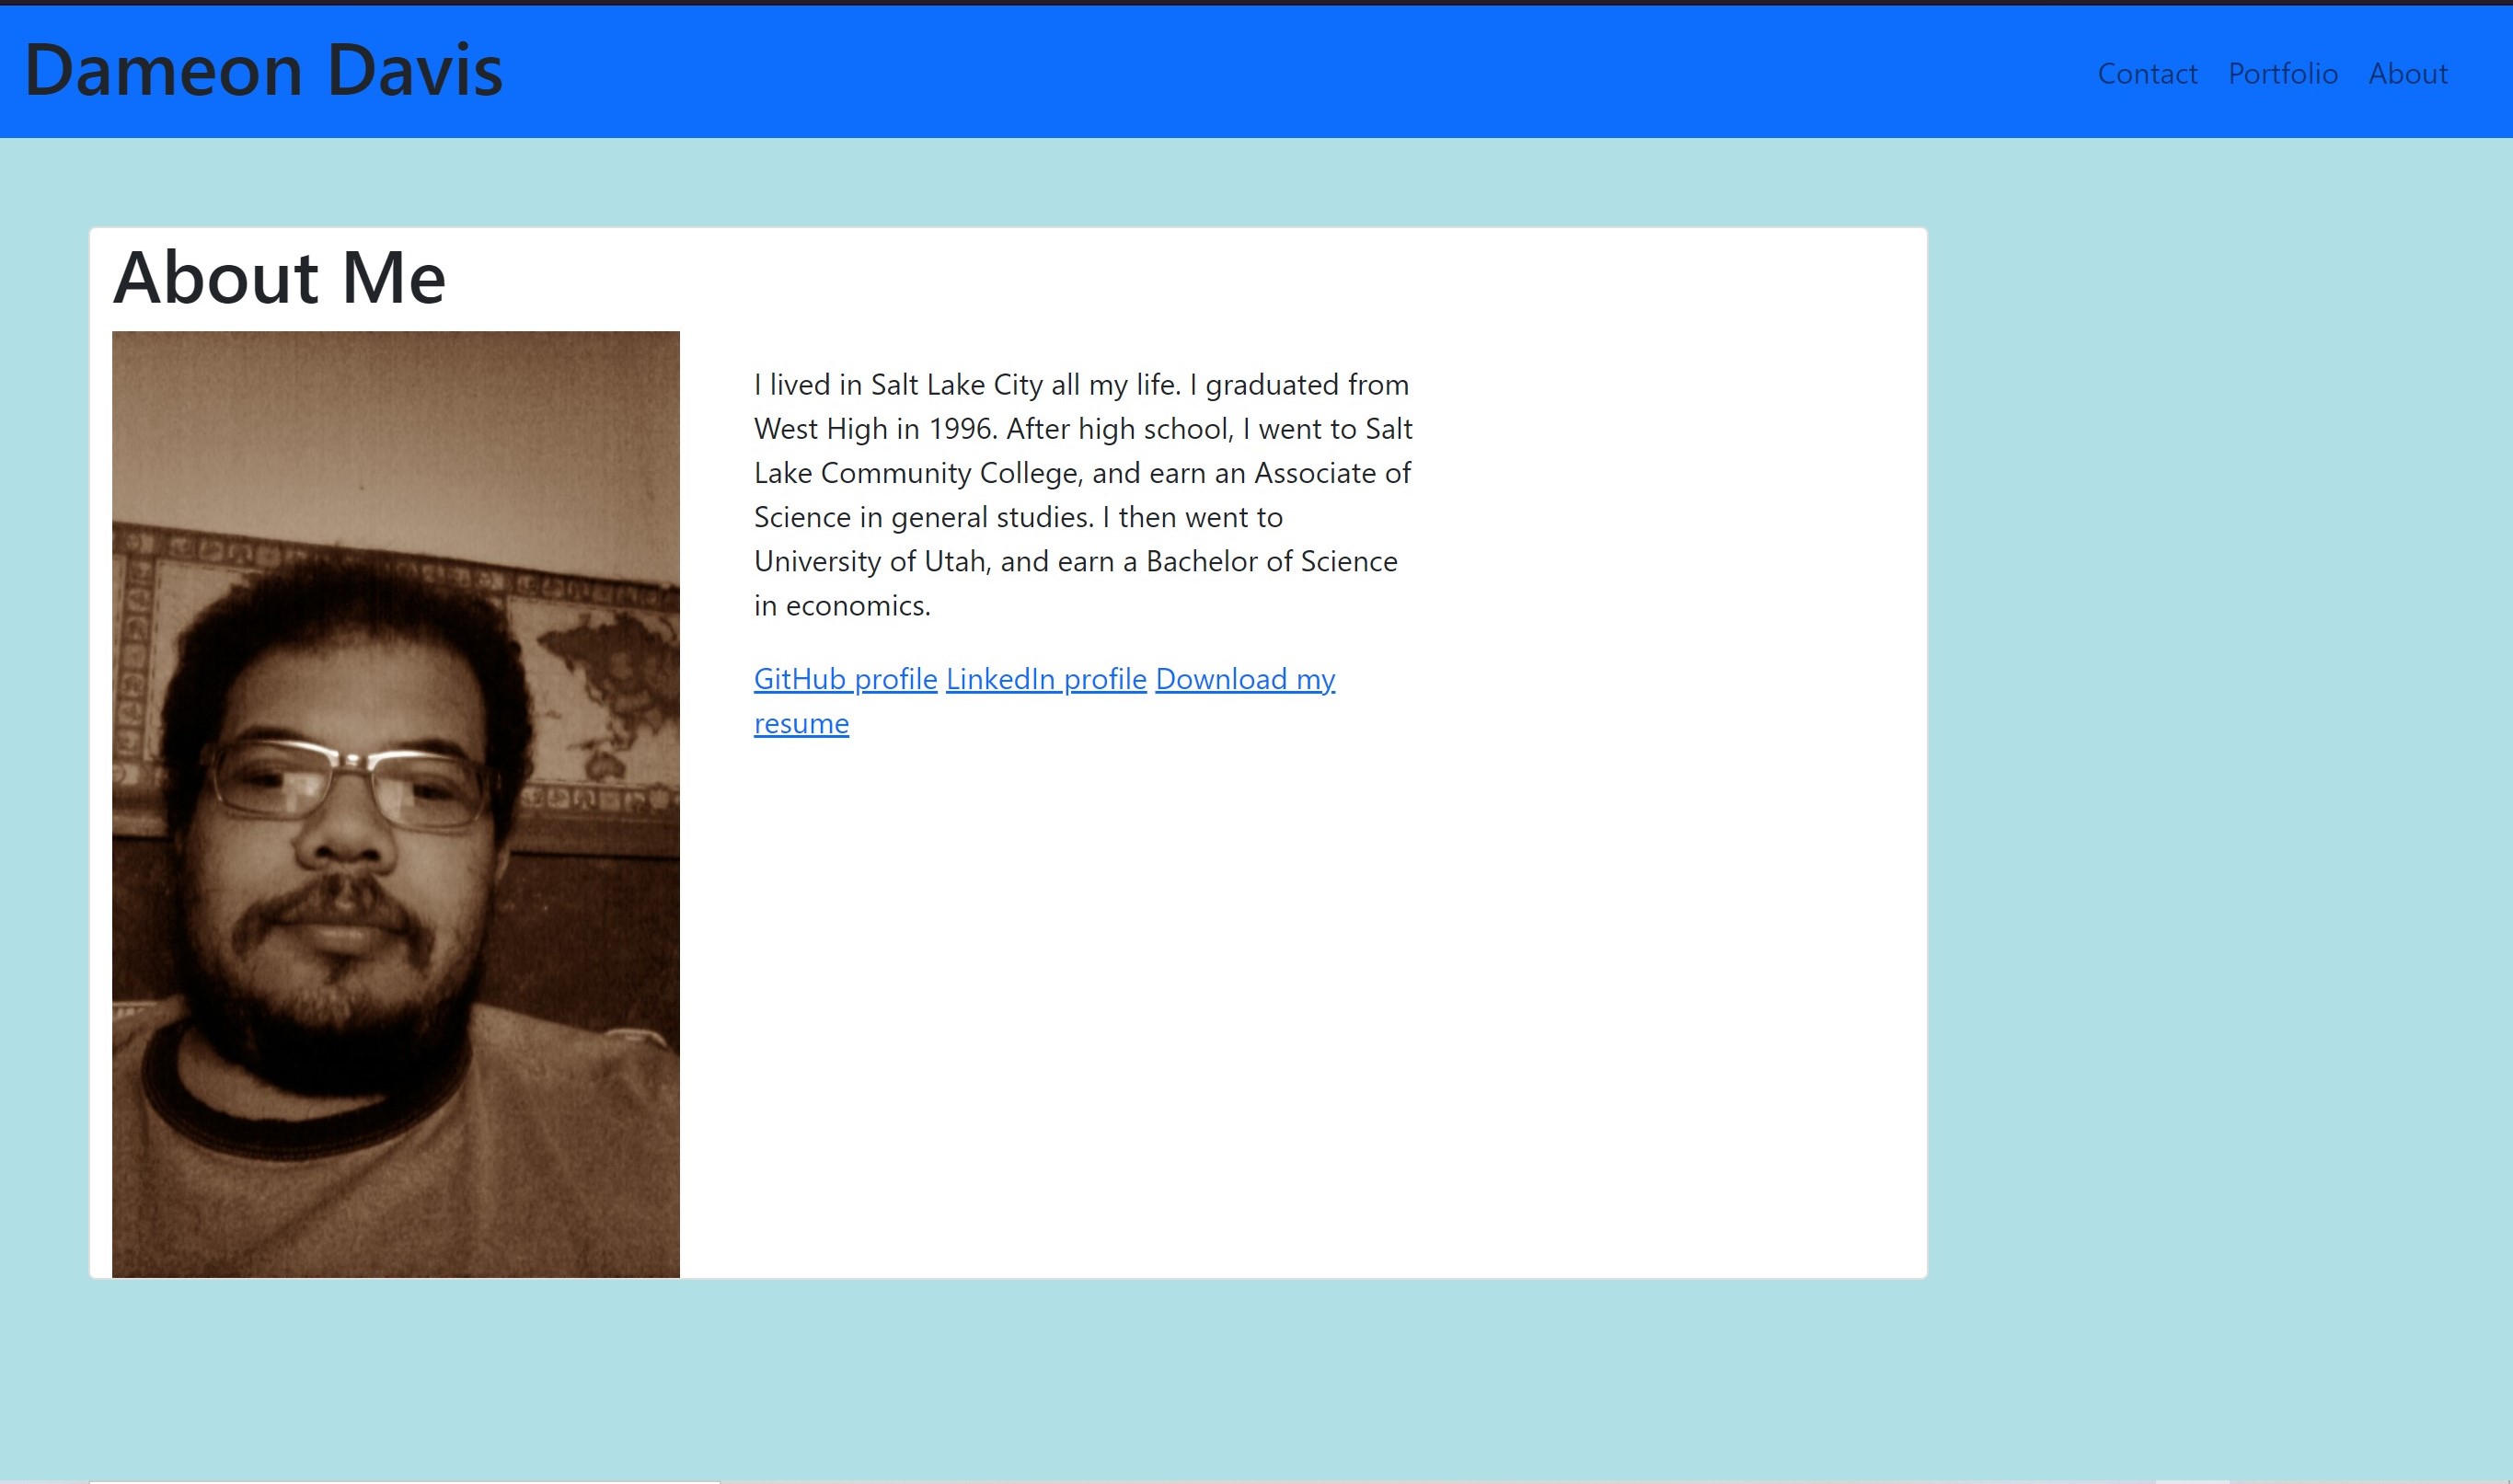 Dameon Davis
Contact Portfolio About
About Me
I lived in Salt Lake City all my life. I graduated from
West High in 1996. After high school, I went to Salt
Lake Community College, and earn an Associate of
Science in general studies. I then went to
University of Utah, and earn a Bachelor of Science
in economics.
GitHub profile LinkedIn profile Download my
resume